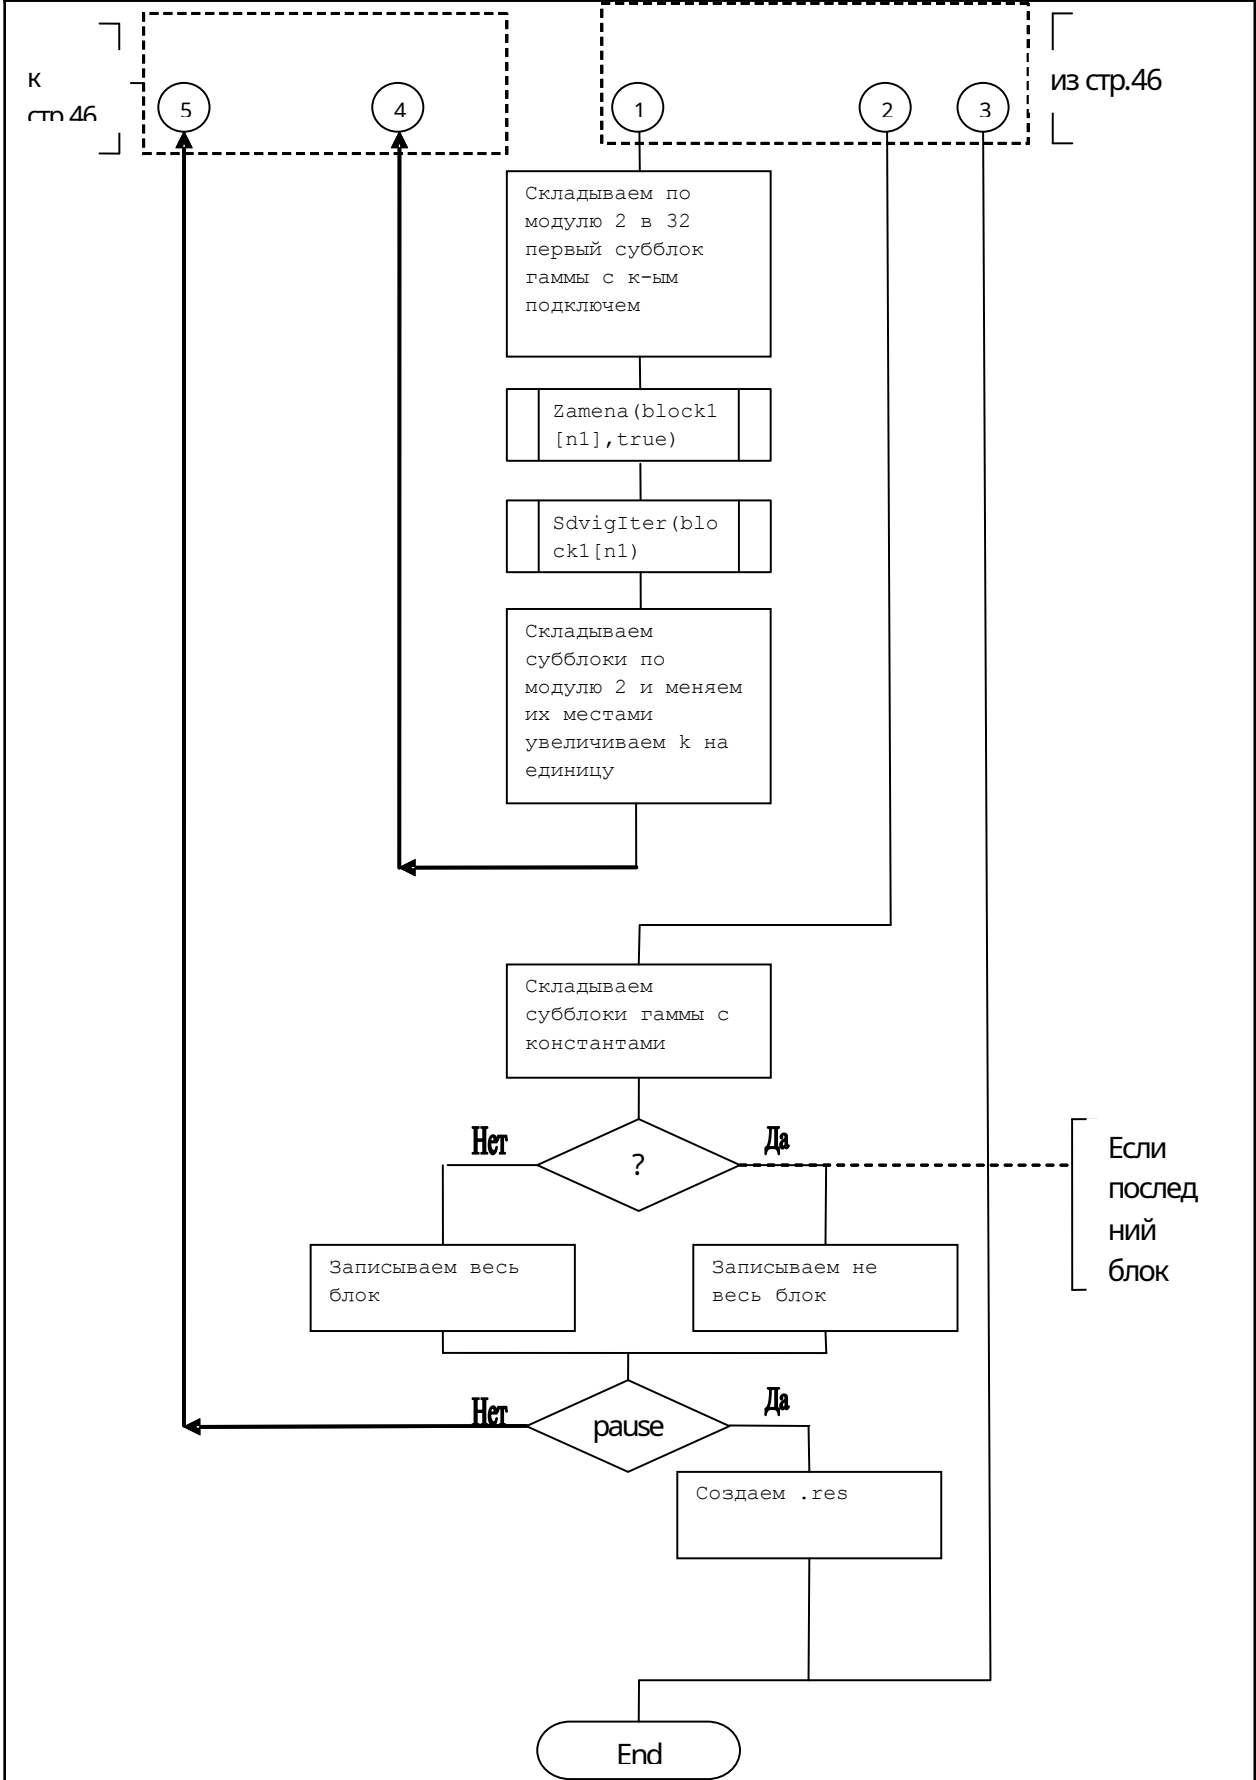 к
стр.46
5
4
1
2
3
из стр.46
Складываем по
модулю 2 в 32
первый субблок
гаммы с к-ым
подключем
Zamena(block1
[n1],true)
SdvigIter(blo
ck1[n1)
Складываем
субблоки по
модулю 2 и меняем
их местами
увеличиваем k на
единицу
Складываем
субблоки гаммы с
константами
Нет
?
Да
Если
послед
ний
блок
Записываем весь
блок
Записываем не
весь блок
Нет
pause
Да
Создаем .res
End